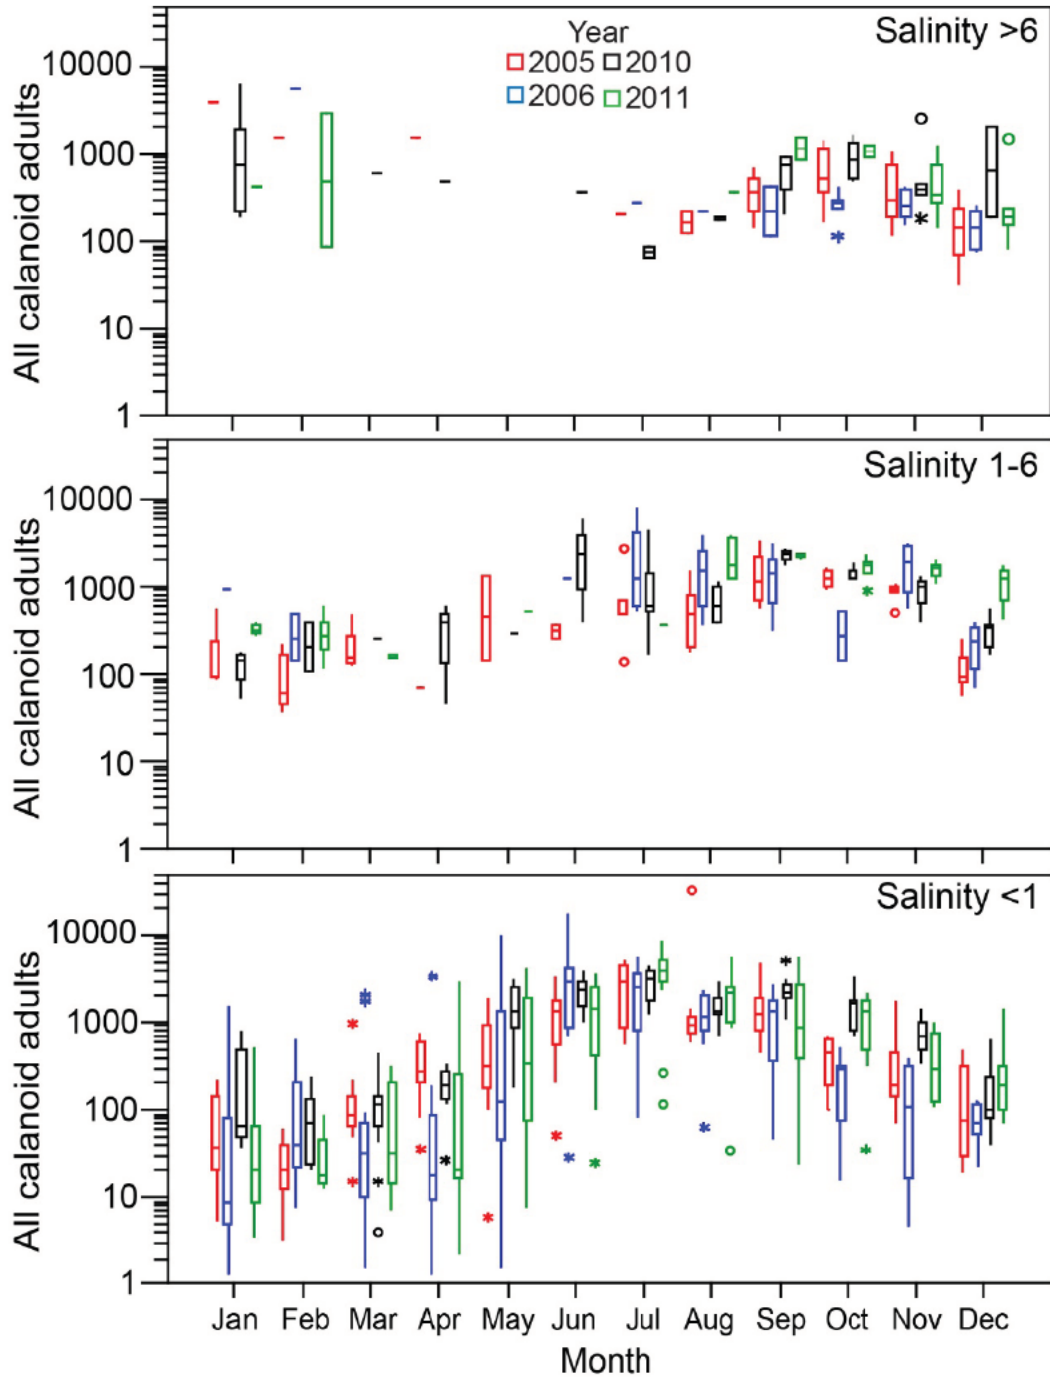 Salinity >6
Year
2005 2010
2006 2011
All calanoid adults
10000
1000
100
10
1
Salinity 1-6
All calanoid adults
10000
1000
100
10
1
Salinity <1
All calanoid adults
10000
1000
100
10
1
Jan Feb Mar Apr May Jun Jul Aug Sep Oct Nov Dec
Month